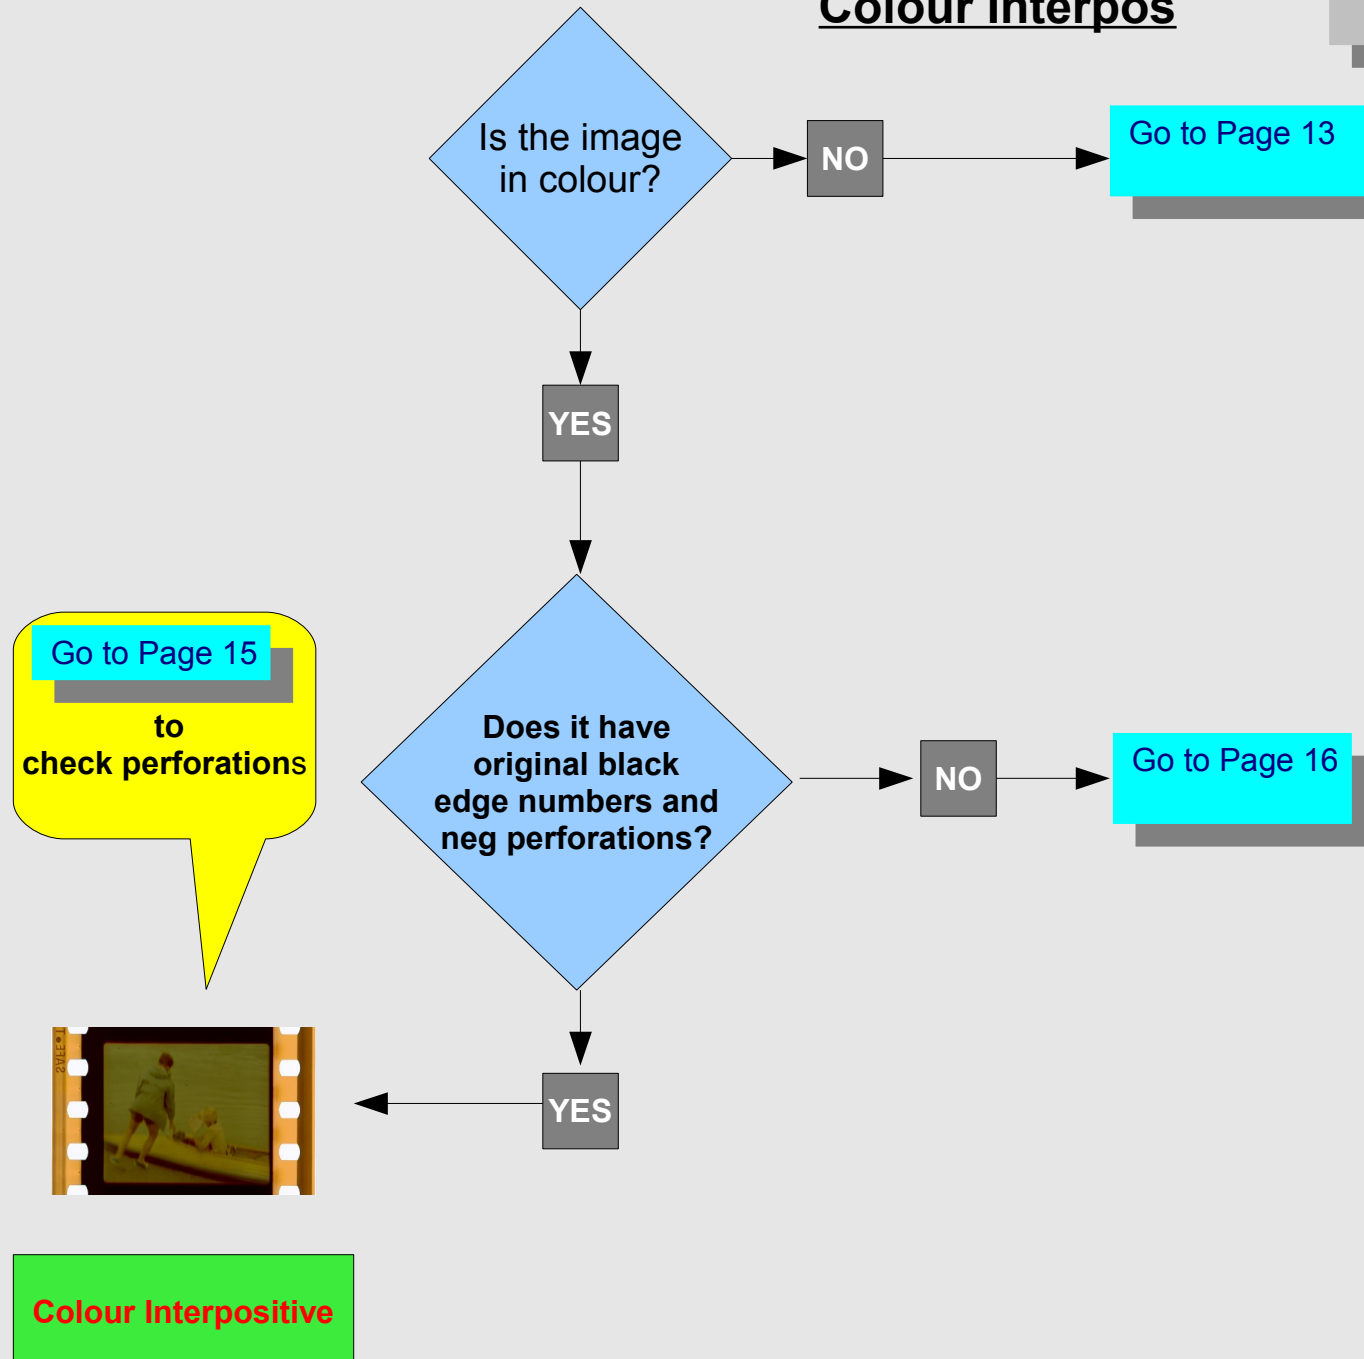 Colour Interpos
Is the image
in colour?
NO
Go to Page 13
YES
Go to Page 15
to
check perforations
Does it have
original black
edge numbers and
neg perforations?
NO
Go to Page 16
YES
SAFE•T
Colour Interpositive